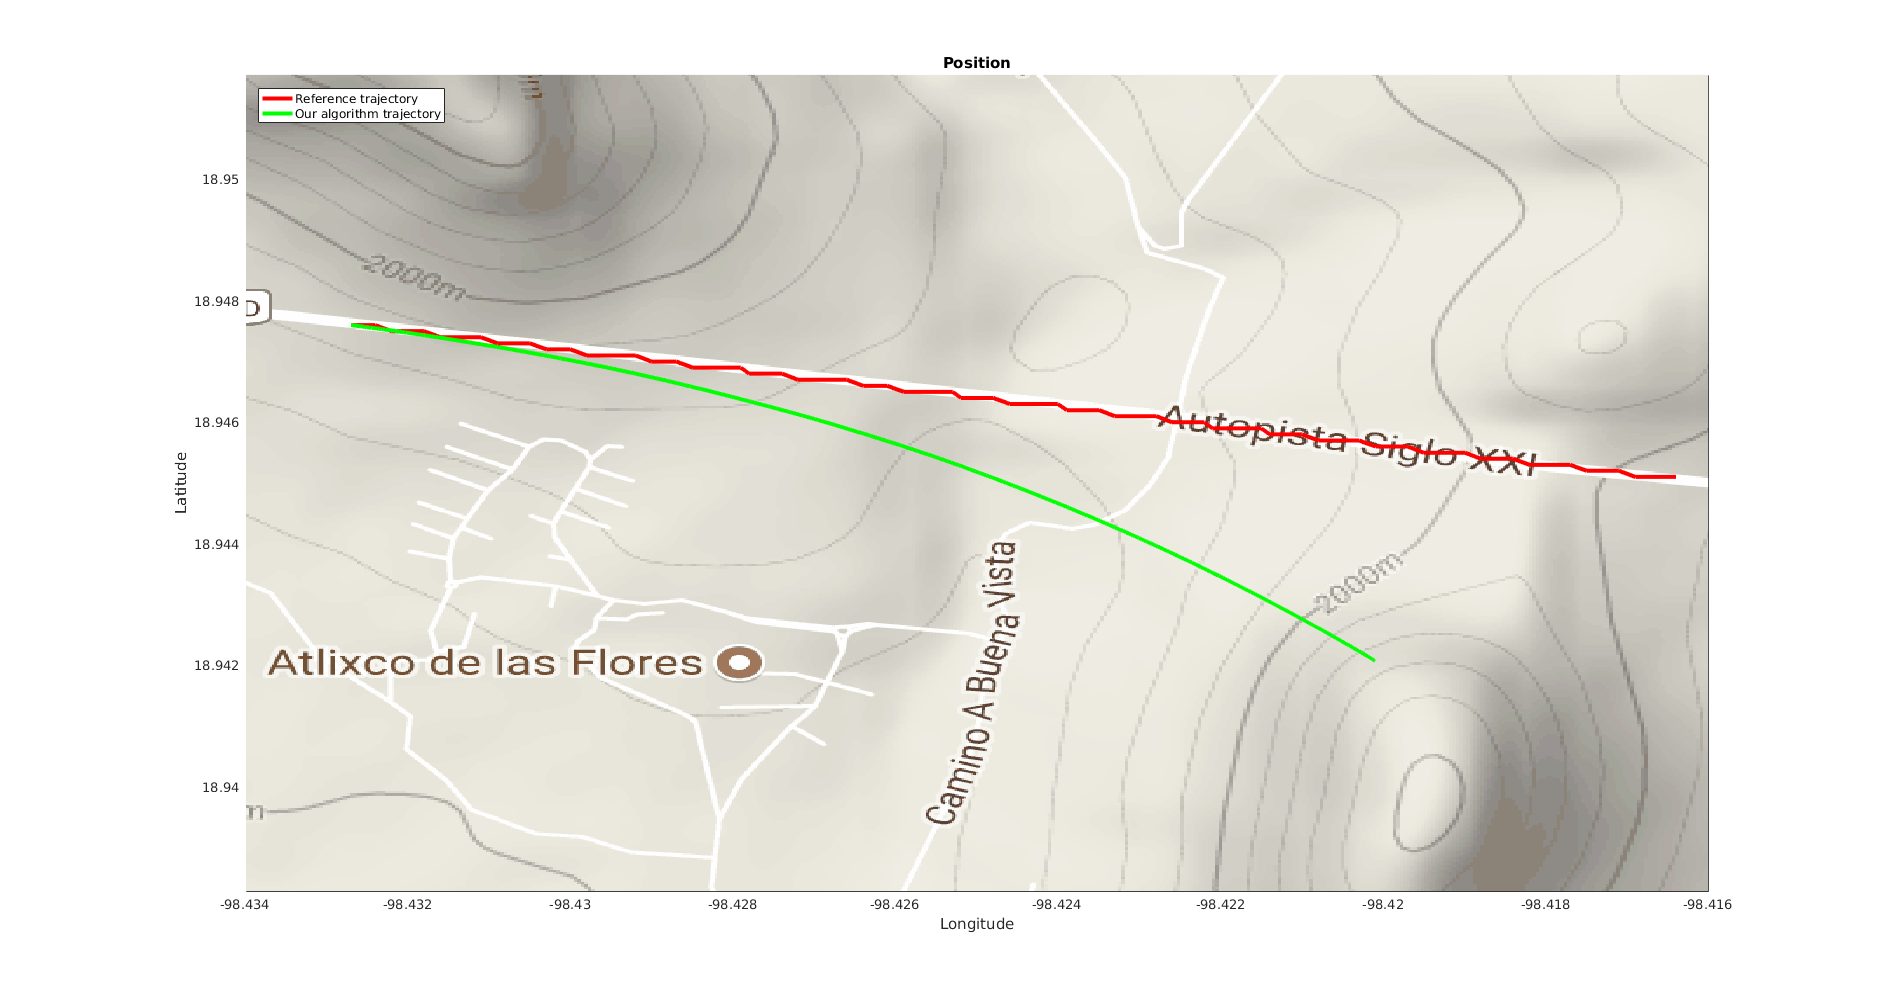 Position
Reference trajectory
Our algorithm trajectory
18.95
18.948
18.946
18.944
18.942
18.94
Latitude
2000m
D
Autopista Siglo XXI
2000m
Camino A Buena Vista
Atlixco de las Flores
m
-98.434
-98.432
-98.43
-98.428
-98.426
-98.424
-98.422
-98.42
-98.418
-98.416
Longitude